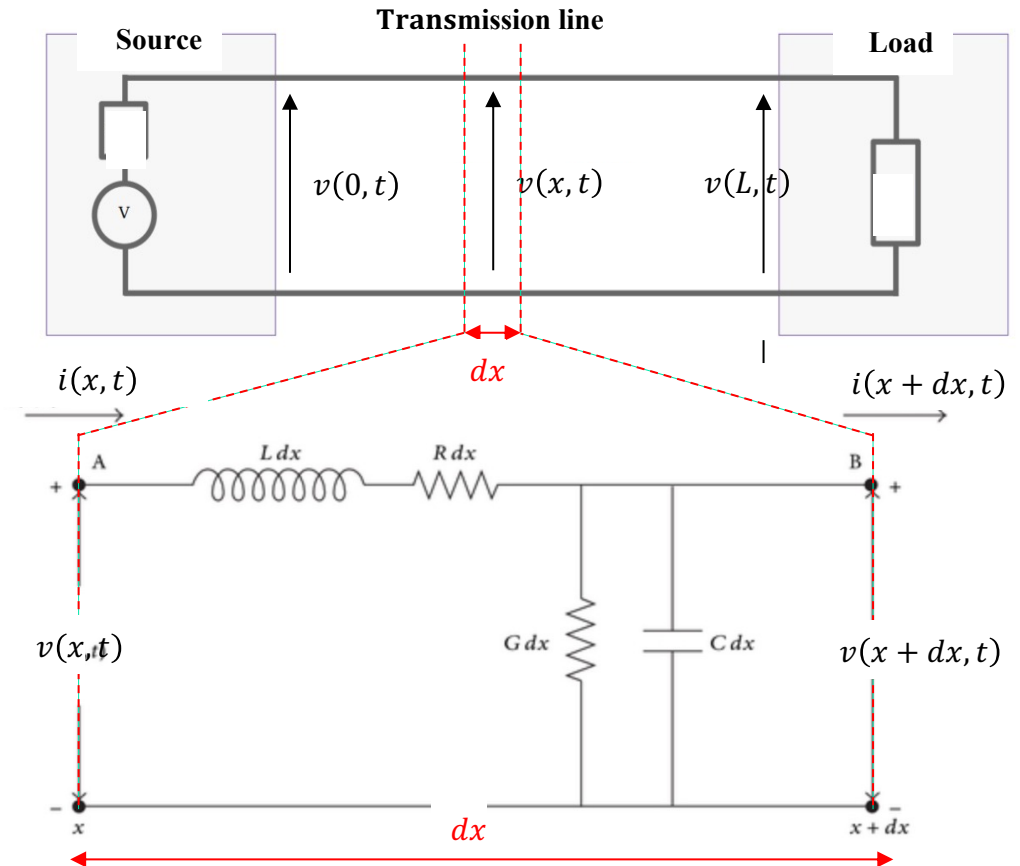 Transmission line
Source
Load
V
v(0, t)
v(x, t)
v(L, t)
dx
i(x, t)
i(x + dx, t)
A
L dx
R dx
B
+
+
G dx
C dx
v(x, t)
v(x + dx, t)
−
−
x
dx
x + dx